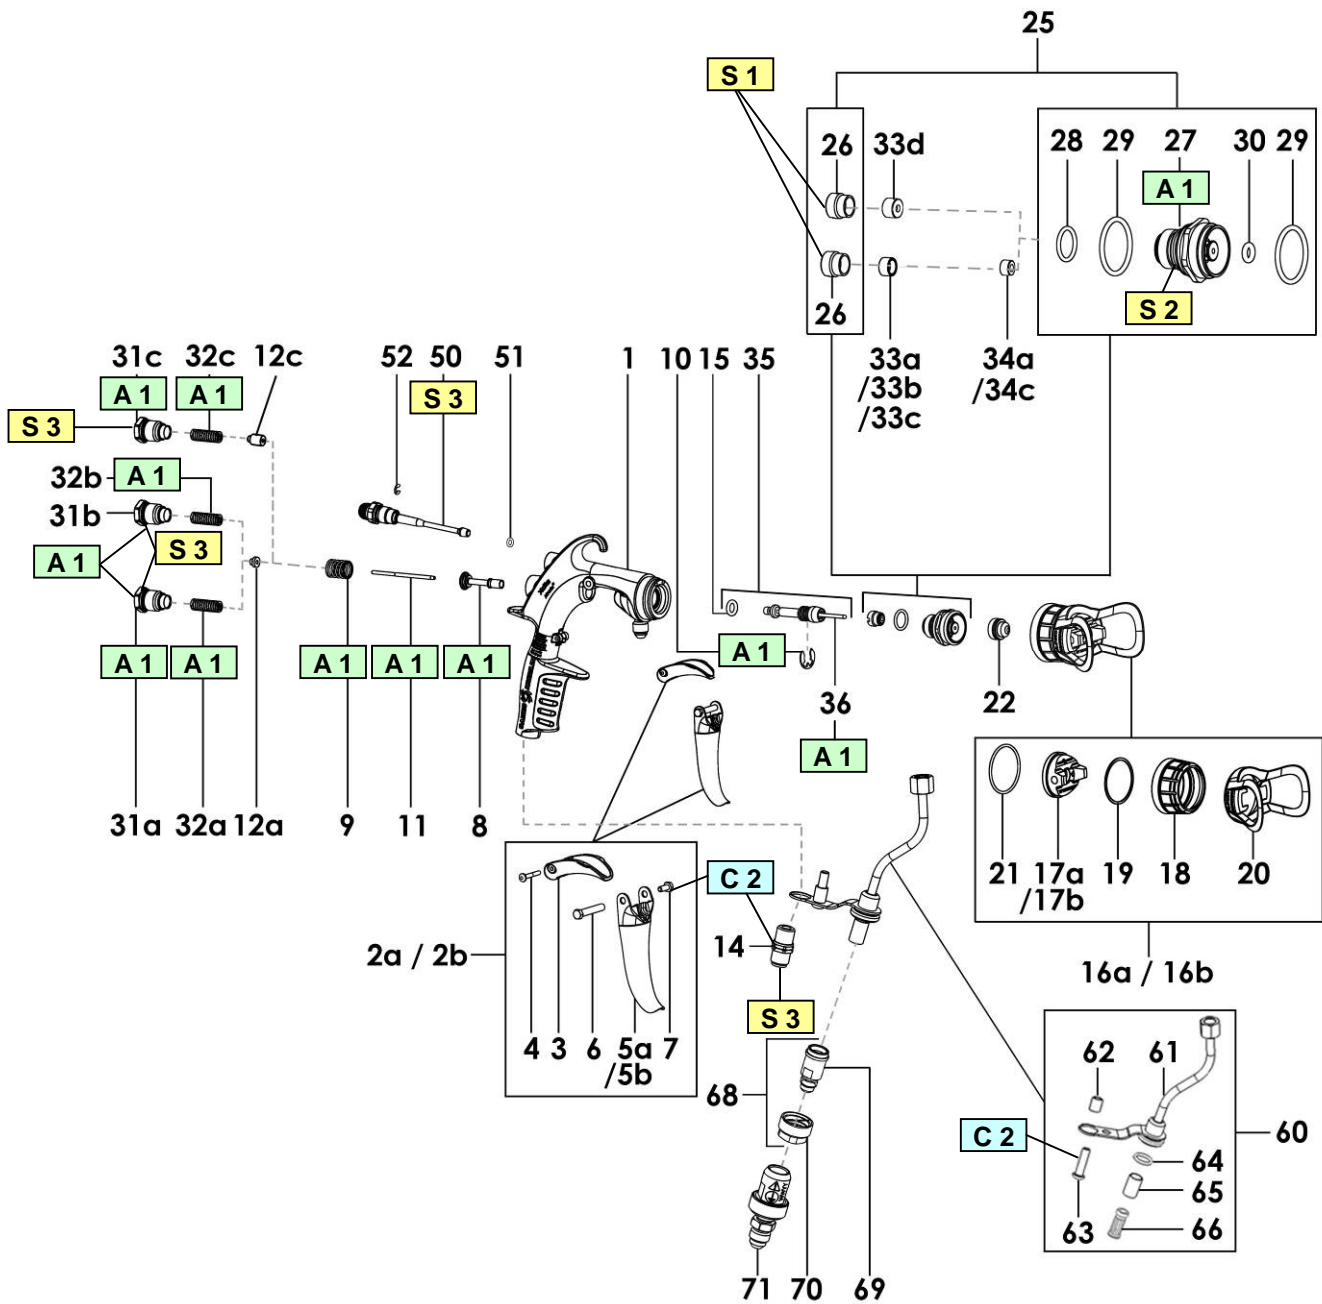 25
S 1
26 33d 28 29 27 30 29
A 1
S 2
26
31c 32c 12c 52 50 51 1 10 15 35 33a 34a
/33b /34c
/33c
A 1 A 1 S 3
S 3
32b A 1
31b
A 1 S 3
A 1 A 1 A 1 A 1 A 1 A 1
36 22
A 1
31a 32a 12a 9 11 8
21 17a 19 18 20
/17b
C 2
14
2a / 2b
16a / 16b
S 3
4 3 6 5a 7
/5b
62 61
68
C 2 60
64
65
63 66
71 70 69